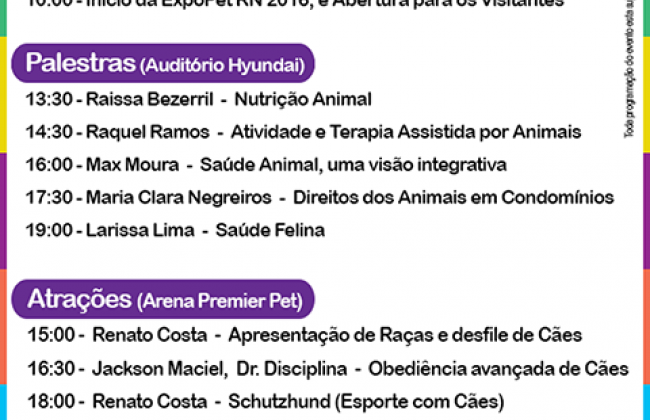 10:00 - Início da ExpoPet RN 2016, e Abertura para os Visitantes
Palestras (Auditório Hyundai)
13:30 - Raissa Bezerril - Nutrição Animal
14:30 - Raquel Ramos - Atividade e Terapia Assistida por Animais
16:00 - Max Moura - Saúde Animal, uma visão integrativa
17:30 - Maria Clara Negreiros - Direitos dos Animais em Condomínios
19:00 - Larissa Lima - Saúde Felina
Atrações (Arena Premier Pet)
15:00 - Renato Costa - Apresentação de Raças e desfile de Cães
16:30 - Jackson Maciel, Dr. Disciplina - Obediência avançada de Cães
18:00 - Renato Costa - Schutzhund (Esporte com Cães)
Toda programação do evento esta su